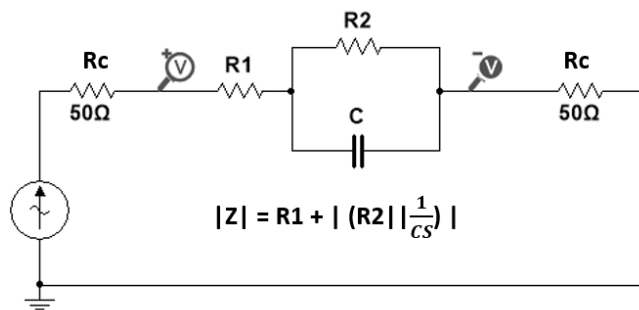 R2
Rc + V R1 - V Rc
50Ω C 50Ω
|Z| = R1 + | (R2||1/CS) |